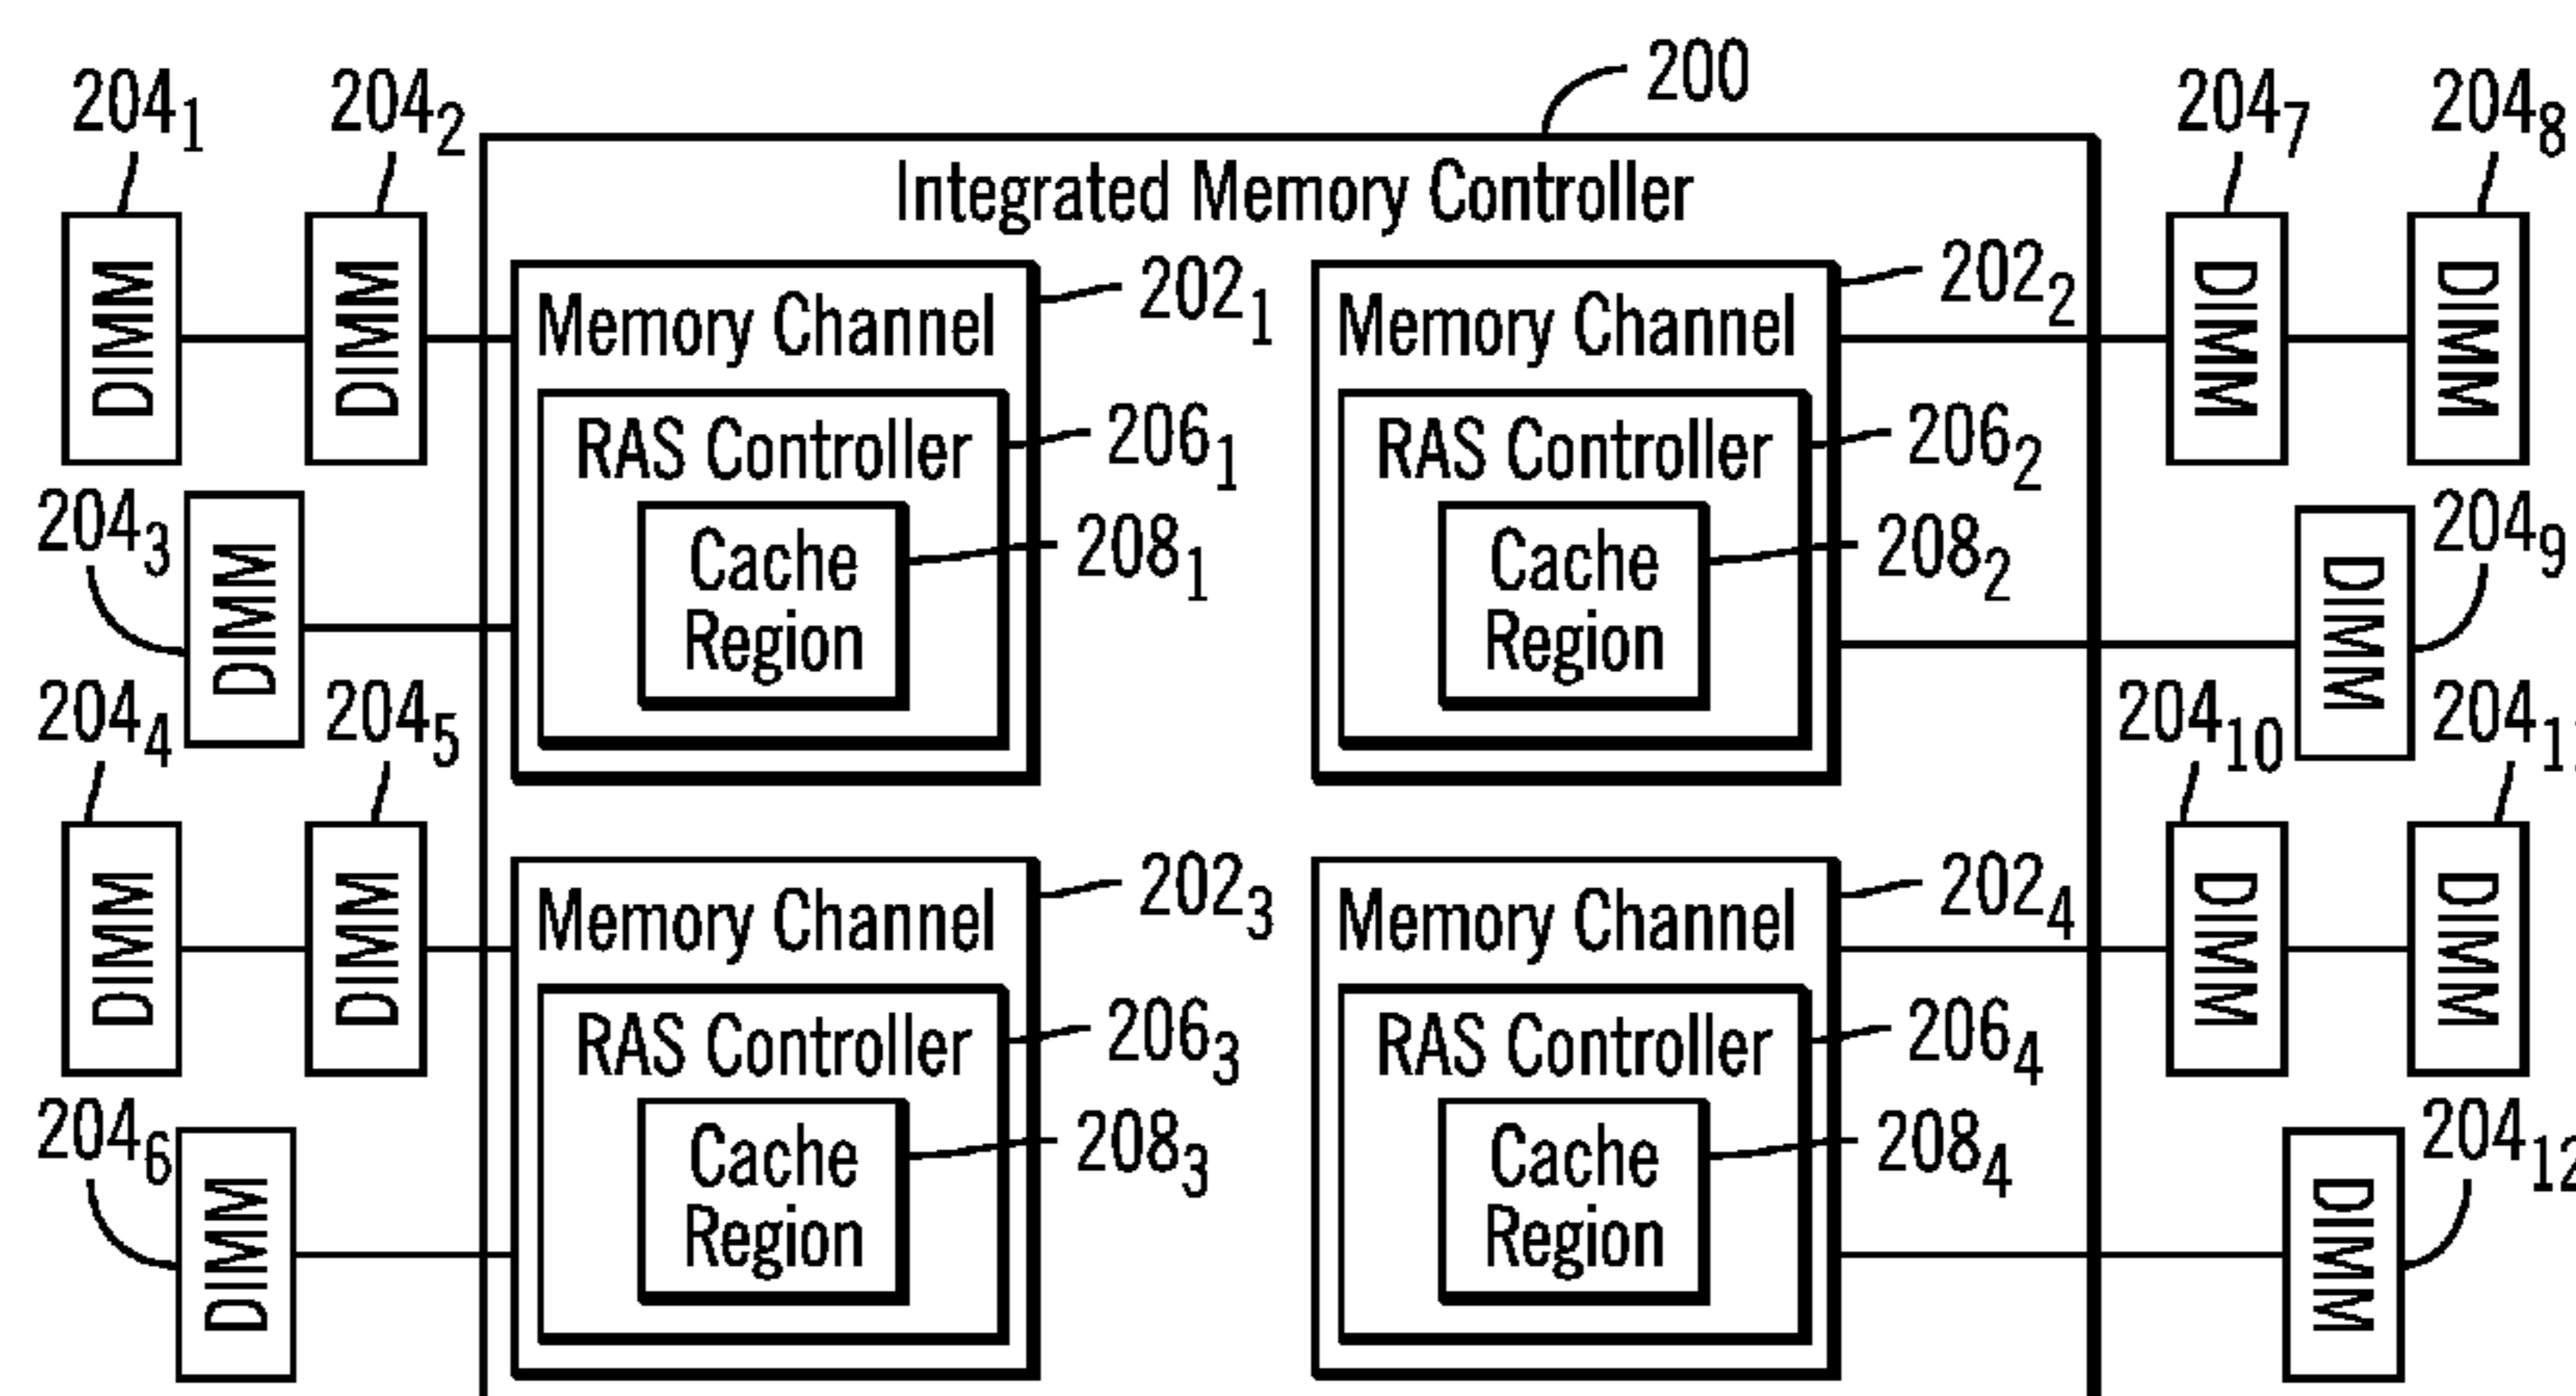 200
204₁ 204₂ 204₇ 204₈
Integrated Memory Controller
DIMM DIMM DIMM DIMM
Memory Channel 202₁ Memory Channel 202₂
RAS Controller 206₁ RAS Controller 206₂
204₃ Cache 208₁ Cache 208₂ 204₉
Region Region
DIMM DIMM
204₄ 204₅ 204₁₀ 204₁
DIMM DIMM DIMM DIMM
Memory Channel 202₃ Memory Channel 202₄
RAS Controller 206₃ RAS Controller 206₄
204₆ Cache 208₃ Cache 208₄ 204₁₂
Region Region
DIMM DIMM